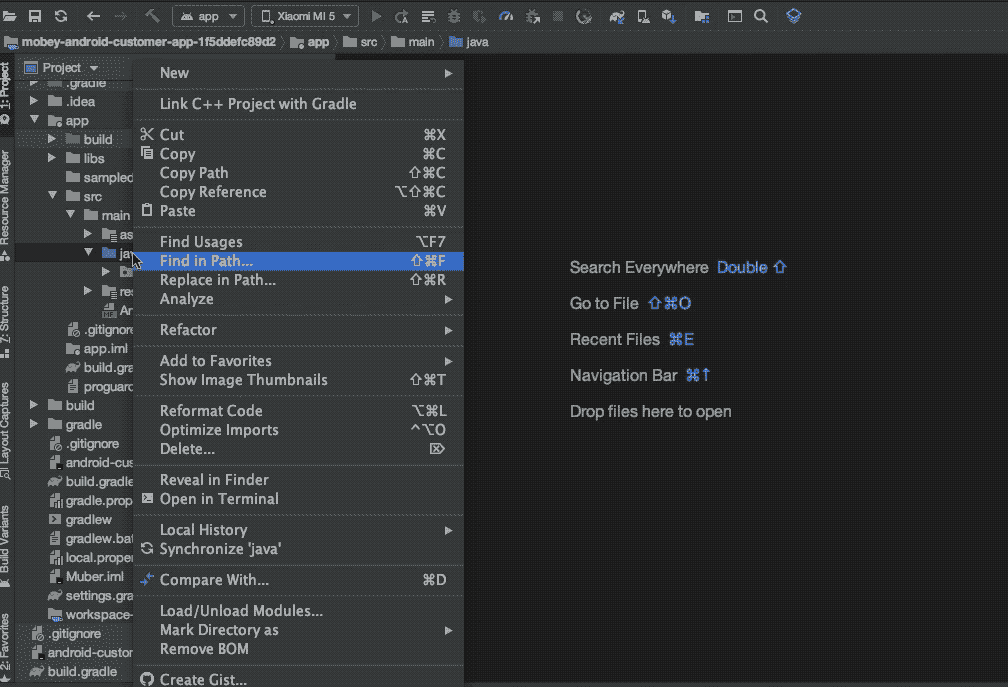 app
Xiaomi MI 5
mobey-android-customer-app-1f5ddefc89d2
app
src
main
java
1: Project
Resource Manager
7: Structure
Layout Captures
Build Variants
2: Favorites
Project
.gradle
.idea
app
build
libs
sampled
src
main
as
jav
res
An
.gitignore
app.iml
build.gra
proguard
build
gradle
.gitignore
android-cus
build.gradle
gradle.prop
gradlew
gradlew.bat
local.proper
Muber.iml
settings.gra
workspace-
.gitignore
android-custor
build.gradle
New
Link C++ Project with Gradle
Cut ⌘X
Copy ⌘C
Copy Path ⇧⌘C
Copy Reference ⌥⇧⌘C
Paste ⌘V
Find Usages ⌥F7
Find in Path... ⇧⌘F
Replace in Path... ⇧⌘R
Analyze
Refactor
Add to Favorites
Show Image Thumbnails ⇧⌘T
Reformat Code ⌥⌘L
Optimize Imports ^⌥O
Delete... ⌦
Reveal in Finder
Open in Terminal
Local History
Synchronize 'java'
Compare With... ⌘D
Load/Unload Modules...
Mark Directory as
Remove BOM
Create Gist...
Search Everywhere Double ⇧
Go to File ⇧⌘O
Recent Files ⌘E
Navigation Bar ⌘↑
Drop files here to open